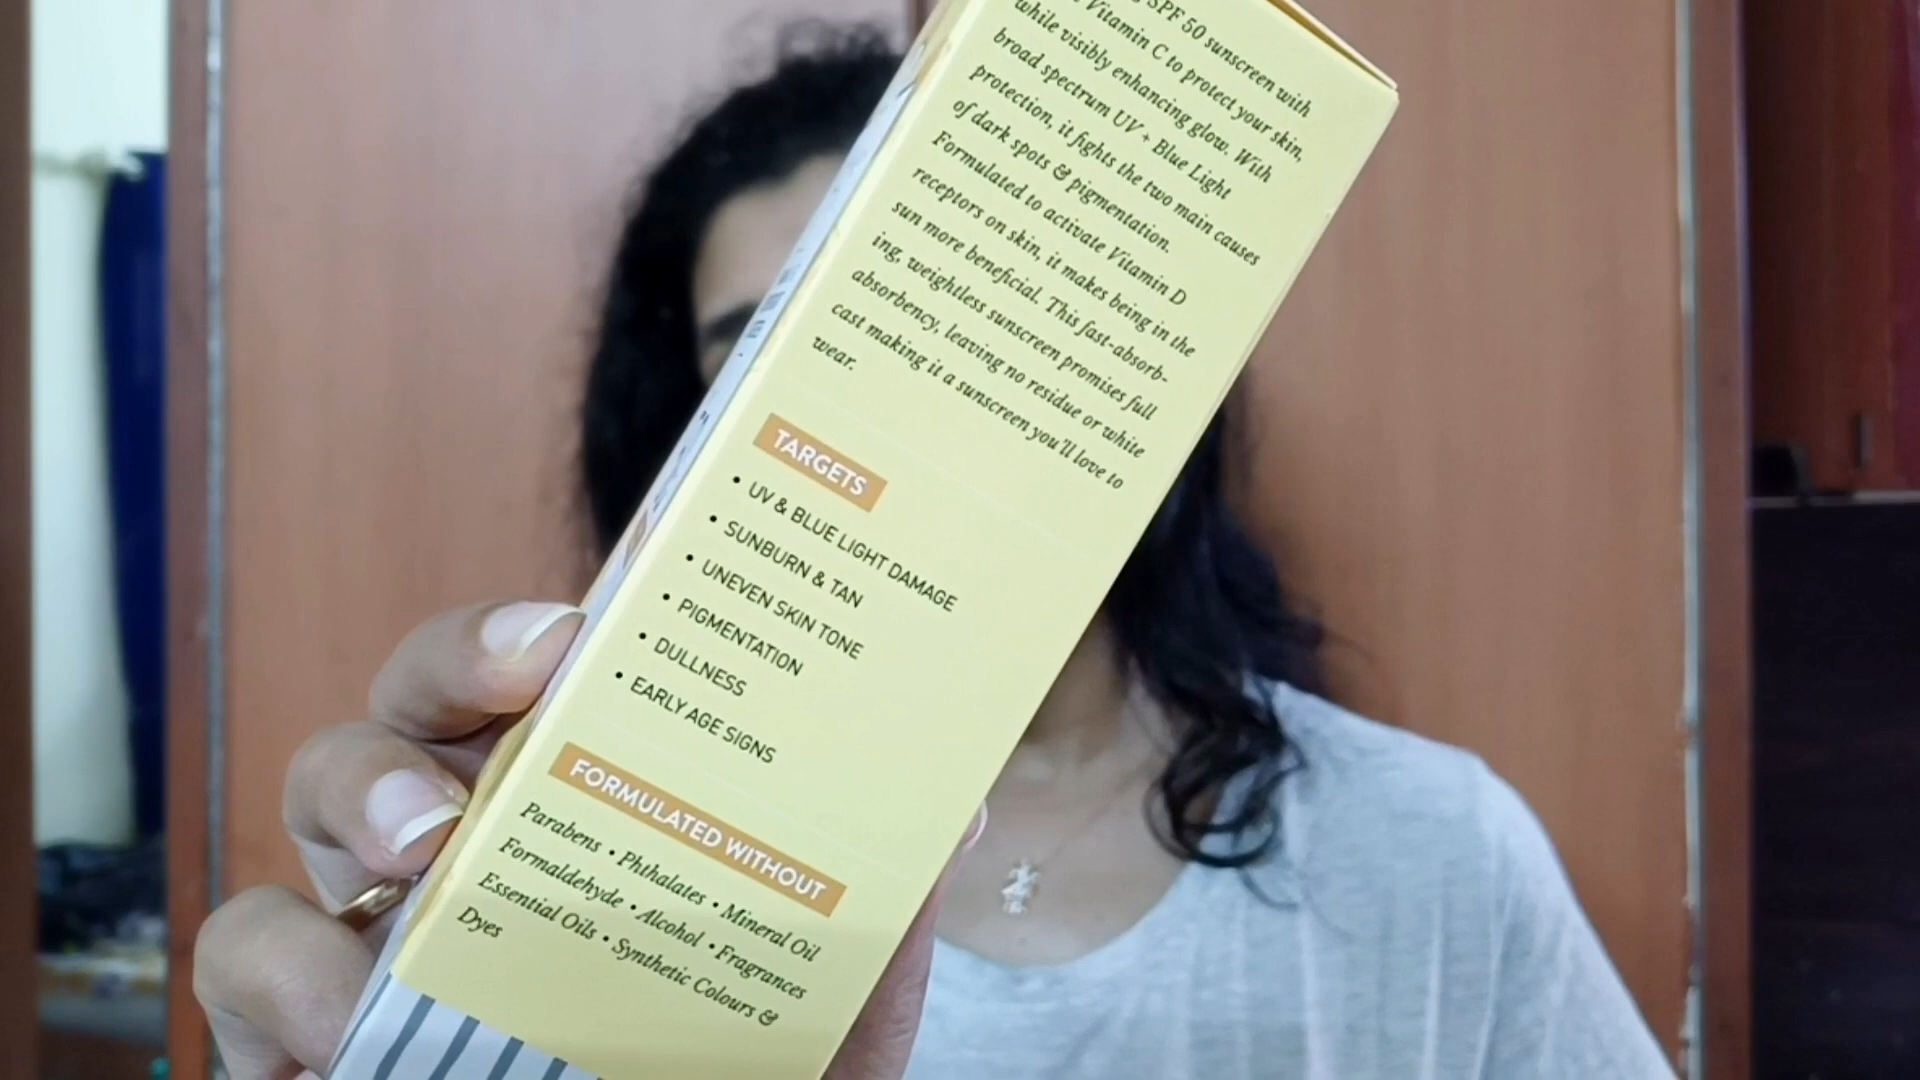 SPF 50 sunscreen with
Vitamin C to protect your skin,
while visibly enhancing glow. With
broad spectrum UV + Blue Light
protection, it fights the two main causes
of dark spots & pigmentation.
Formulated to activate Vitamin D
receptors on skin, it makes being in the
sun more beneficial. This fast-absorb-
ing, weightless sunscreen promises full
absorbency, leaving no residue or white
cast making it a sunscreen you'll love to
wear.
TARGETS
• UV & BLUE LIGHT DAMAGE
• SUNBURN & TAN
• UNEVEN SKIN TONE
• PIGMENTATION
• DULLNESS
• EARLY AGE SIGNS
FORMULATED WITHOUT
Parabens • Phthalates • Mineral Oil
Formaldehyde • Alcohol • Fragrances
Essential Oils • Synthetic Colours &
Dyes